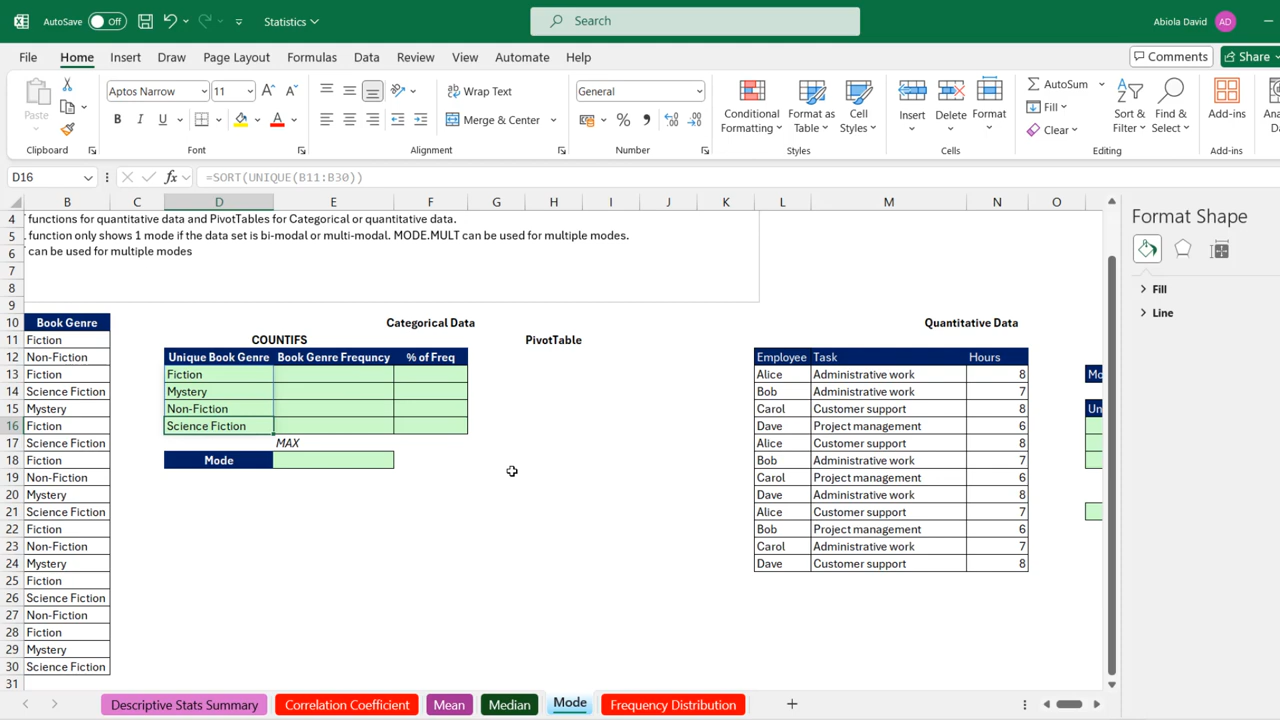 AutoSave Off Statistics Search Abiola David AD
File Home Insert Draw Page Layout Formulas Data Review View Automate Help Comments Share
Paste Aptos Narrow 11 A A Wrap Text General Conditional Formatting Format as Table Cell Styles Insert Delete Format AutoSum Sort & Filter Find & Select Add-ins
B I U A Merge & Center % Fill Clear
Clipboard Font Alignment Number Styles Cells Editing Add-ins
D16 fx =SORT(UNIQUE(B11:B30))
B C D E F G H I J K L M N O
4 functions for quantitative data and PivotTables for Categorical or quantitative data.
5 function only shows 1 mode if the data set is bi-modal or multi-modal. MODE.MULT can be used for multiple modes.
6 can be used for multiple modes
7
8
9
10 Book Genre Categorical Data Quantitative Data
11 Fiction COUNTIFS PivotTable
12 Non-Fiction Unique Book Genre Book Genre Frequncy % of Freq Employee Task Hours
13 Fiction Fiction Alice Administrative work 8
14 Science Fiction Mystery Bob Administrative work 7
15 Mystery Non-Fiction Carol Customer support 8
16 Fiction Science Fiction Dave Project management 6
17 Science Fiction MAX Alice Customer support 8
18 Fiction Mode Bob Administrative work 7
19 Non-Fiction Carol Project management 6
20 Mystery Dave Administrative work 8
21 Science Fiction Alice Customer support 7
22 Fiction Bob Project management 6
23 Non-Fiction Carol Administrative work 7
24 Mystery Dave Customer support 8
25 Fiction
26 Science Fiction
27 Non-Fiction
28 Fiction
29 Mystery
30 Science Fiction
31
Format Shape
Fill
Line
Descriptive Stats Summary Correlation Coefficient Mean Median Mode Frequency Distribution